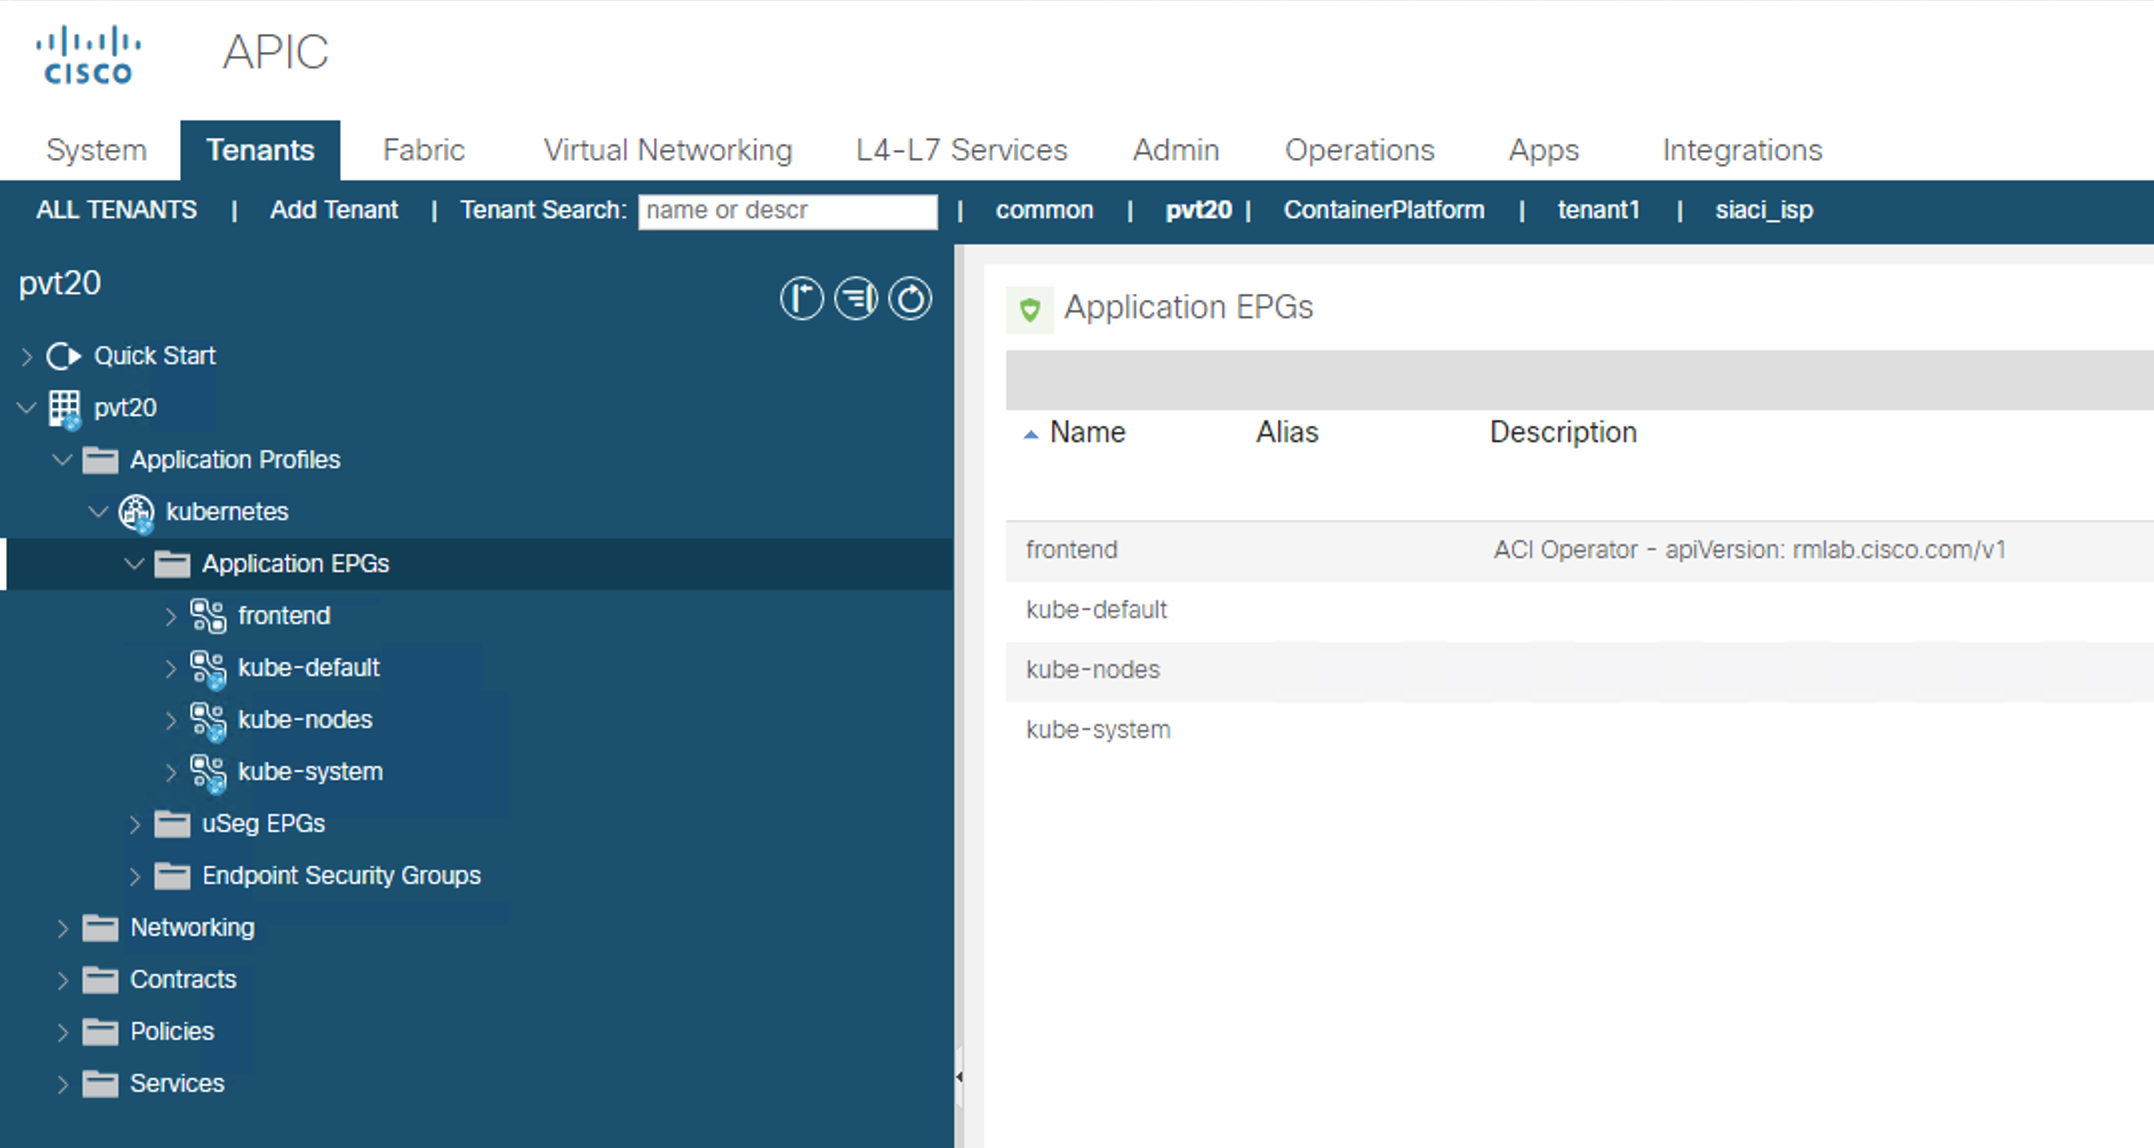 CISCO
APIC
System Tenants Fabric Virtual Networking L4-L7 Services Admin Operations Apps Integrations
ALL TENANTS | Add Tenant | Tenant Search: name or descr | common | pvt20 | ContainerPlatform | tenant1 | siaci_isp
pvt20
Quick Start
pvt20
Application Profiles
kubernetes
Application EPGs
frontend
kube-default
kube-nodes
kube-system
uSeg EPGs
Endpoint Security Groups
Networking
Contracts
Policies
Services
Application EPGs
Name Alias Description
frontend ACI Operator - apiVersion: rmlab.cisco.com/v1
kube-default
kube-nodes
kube-system